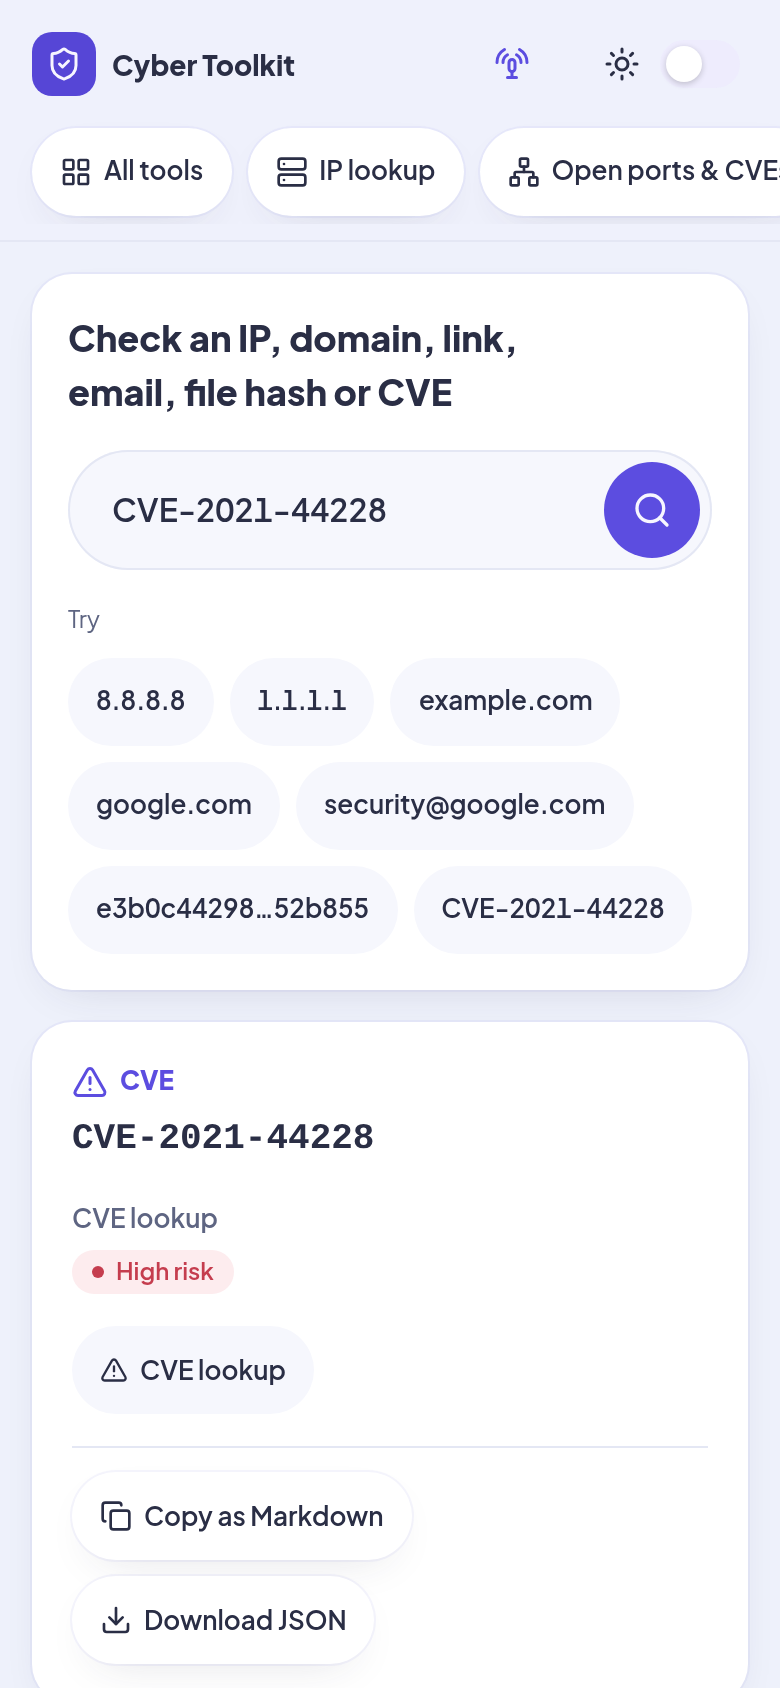 Cyber Toolkit
All tools
IP lookup
Open ports & CVEs
Check an IP, domain, link,
email, file hash or CVE
CVE-2021-44228
Try
8.8.8.8
1.1.1.1
example.com
google.com
security@google.com
e3b0c44298…52b855
CVE-2021-44228
CVE
CVE-2021-44228
CVE lookup
High risk
CVE lookup
Copy as Markdown
Download JSON